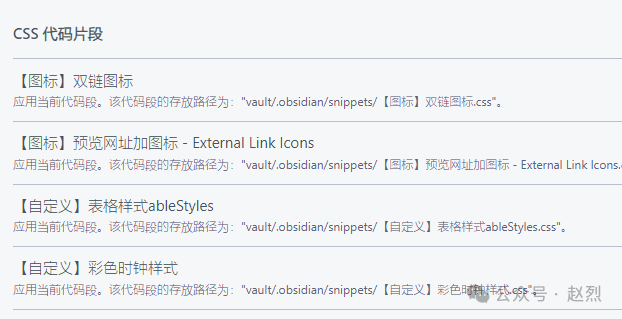 CSS 代码片段
【图标】双链图标
应用当前代码段。该代码段的存放路径为："vault/.obsidian/snippets/【图标】双链图标.css"。
【图标】预览网址加图标 - External Link Icons
应用当前代码段。该代码段的存放路径为："vault/.obsidian/snippets/【图标】预览网址加图标 - External Link Icons.
【自定义】表格样式ableStyles
应用当前代码段。该代码段的存放路径为："vault/.obsidian/snippets/【自定义】表格样式ableStyles.css"。
【自定义】彩色时钟样式
应用当前代码段。该代码段的存放路径为："vault/.obsidian/snippets/【自定义】彩色时钟样式.css"。
公众号 · 赵烈